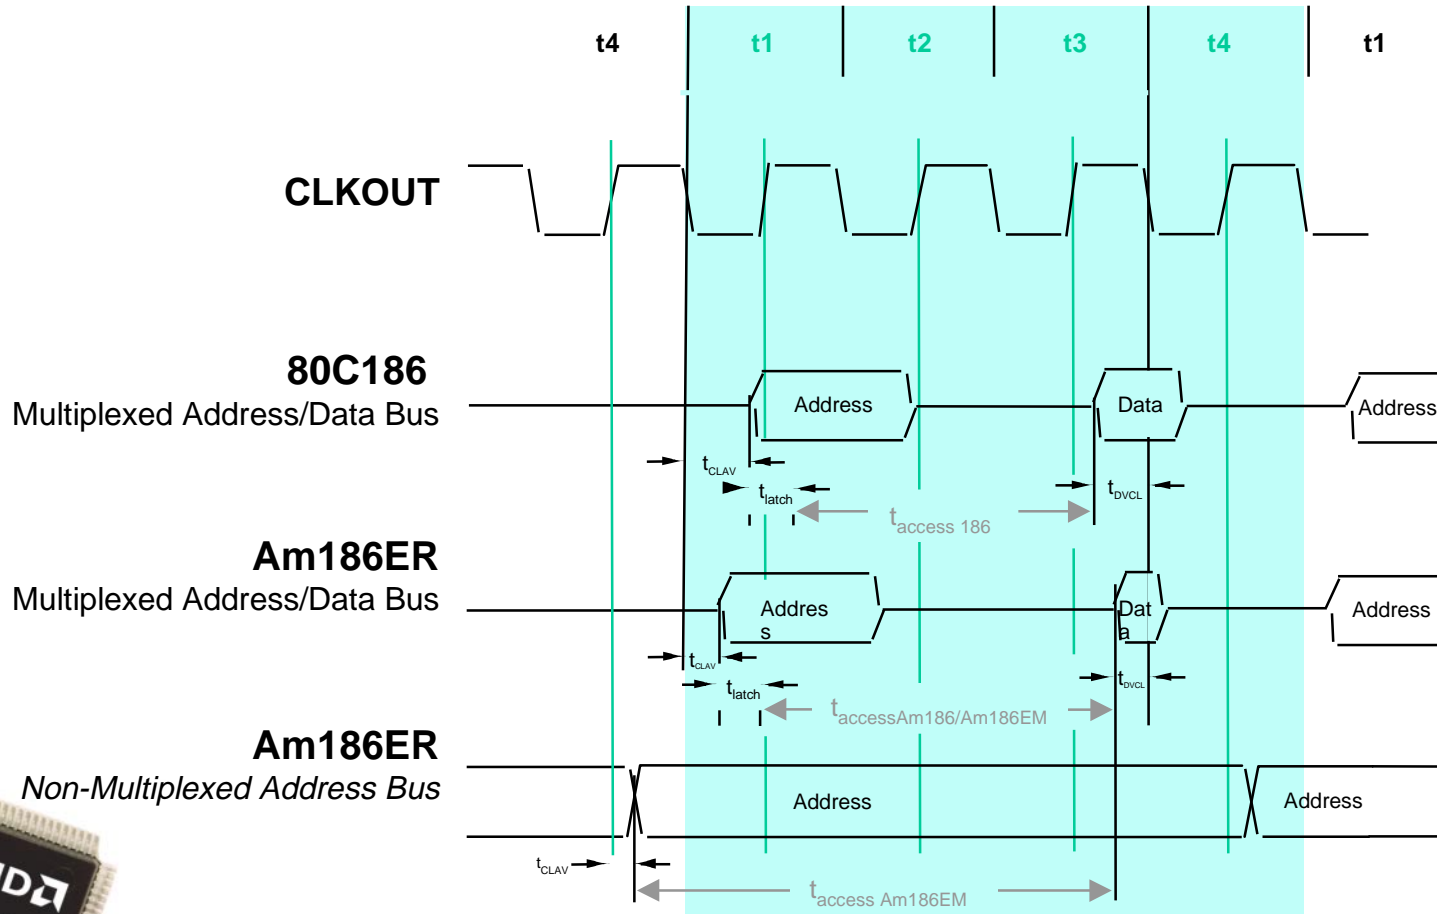 t4 t1 t2 t3 t4 t1
CLKOUT
80C186
Multiplexed Address/Data Bus
Address
Data
Address
tCLAV
tlatch
tDVCL
taccess 186
Am186ER
Multiplexed Address/Data Bus
Addres
s
Dat
a
Address
tCLAV
tlatch
tDVCL
taccessAm186/Am186EM
Am186ER
Non-Multiplexed Address Bus
Address
Address
tCLAV
taccess Am186EM